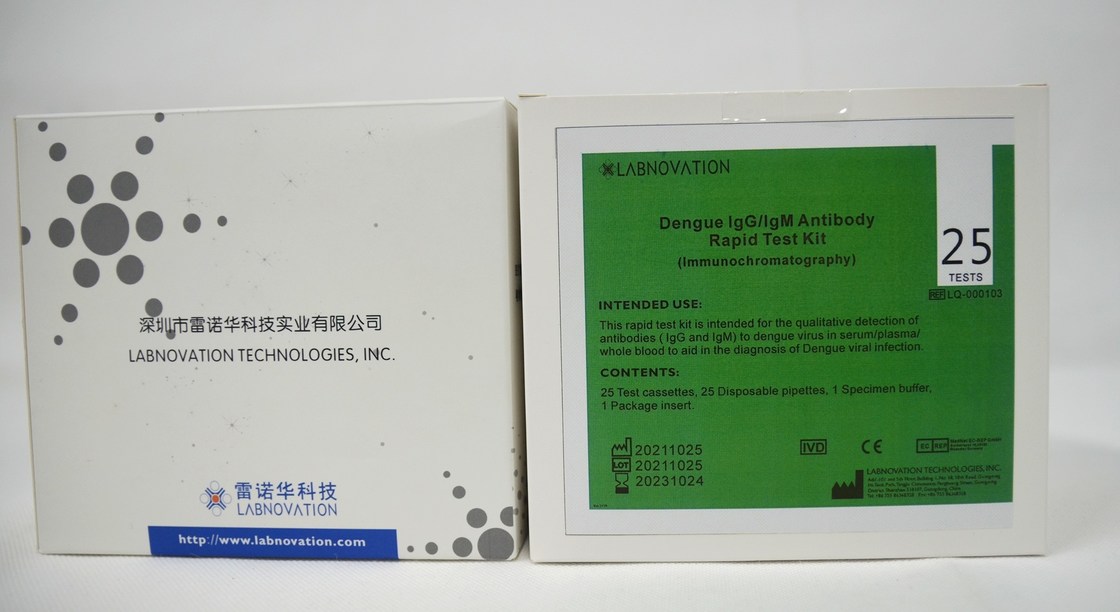 深圳市雷诺华科技实业有限公司
LABNOVATION TECHNOLOGIES, INC.
雷诺华科技
LABNOVATION
http://www.labnovation.com
LABNOVATION
Dengue IgG/IgM Antibody
Rapid Test Kit
(Immunochromatography)
25
TESTS
REF LQ-000103
INTENDED USE:
This rapid test kit is intended for the qualitative detection of
antibodies ( IgG and IgM) to dengue virus in serum/plasma/
whole blood to aid in the diagnosis of Dengue viral infection.
CONTENTS:
25 Test cassettes, 25 Disposable pipettes, 1 Specimen buffer,
1 Package insert.
20211025
LOT 20211025
20231024
IVD
CE
EC REP
LABNOVATION TECHNOLOGIES, INC.